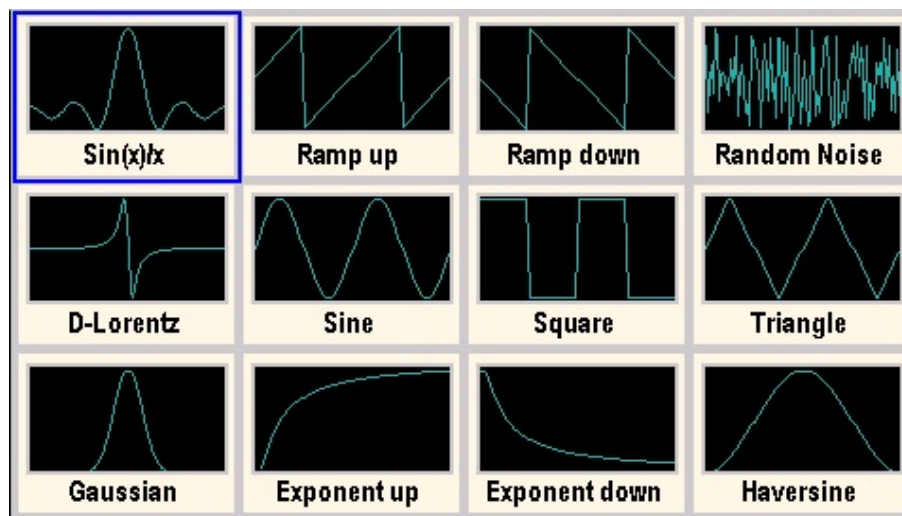 Sin(x)/x
Ramp up
Ramp down
Random Noise
D-Lorentz
Sine
Square
Triangle
Gaussian
Exponent up
Exponent down
Haversine